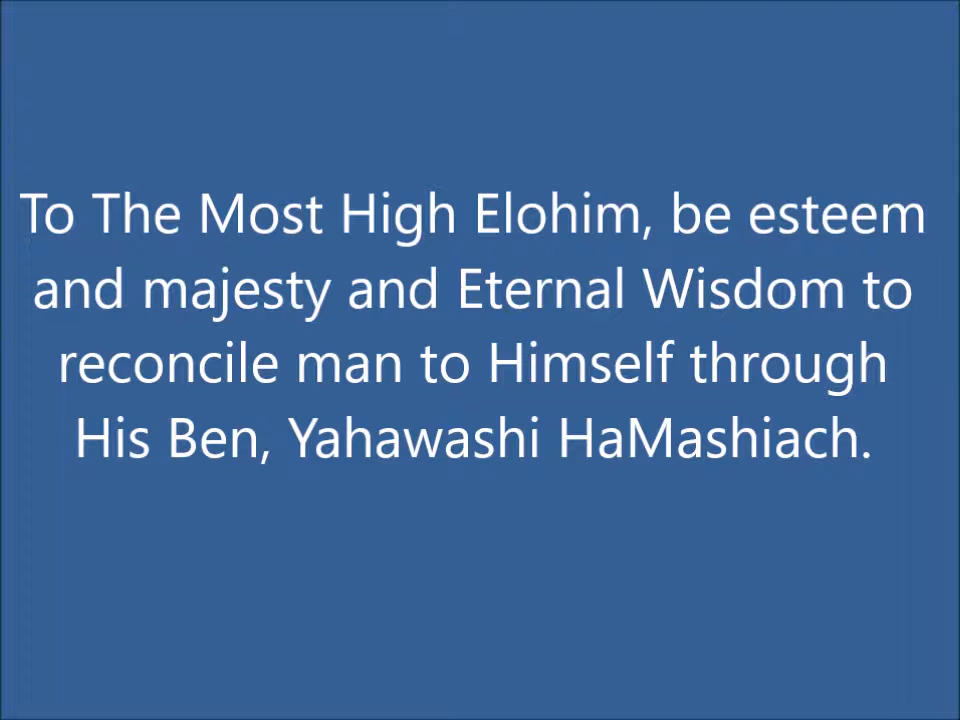 To The Most High Elohim, be esteem
and majesty and Eternal Wisdom to
reconcile man to Himself through
His Ben, Yahawashi HaMashiach.